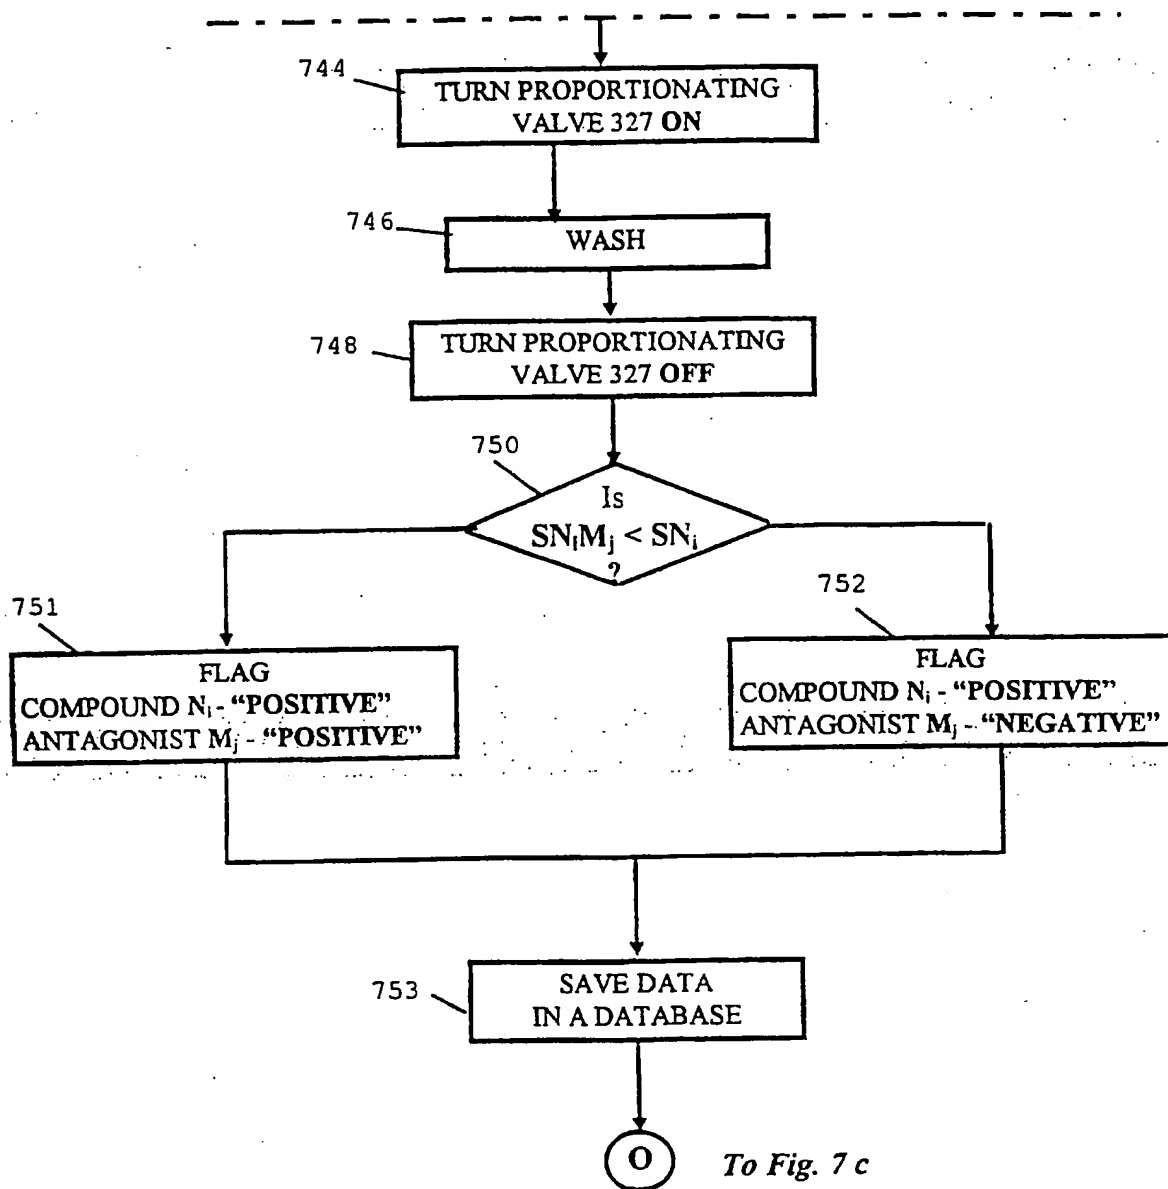 744
TURN PROPORTIONATING
VALVE 327 ON
746
WASH
748
TURN PROPORTIONATING
VALVE 327 OFF
750
Is
SNᵢMⱼ < SNᵢ
?
751
FLAG
COMPOUND Nᵢ - “POSITIVE”
ANTAGONIST Mⱼ - “POSITIVE”
752
FLAG
COMPOUND Nᵢ - “POSITIVE”
ANTAGONIST Mⱼ - “NEGATIVE”
753
SAVE DATA
IN A DATABASE
O
To Fig. 7 c